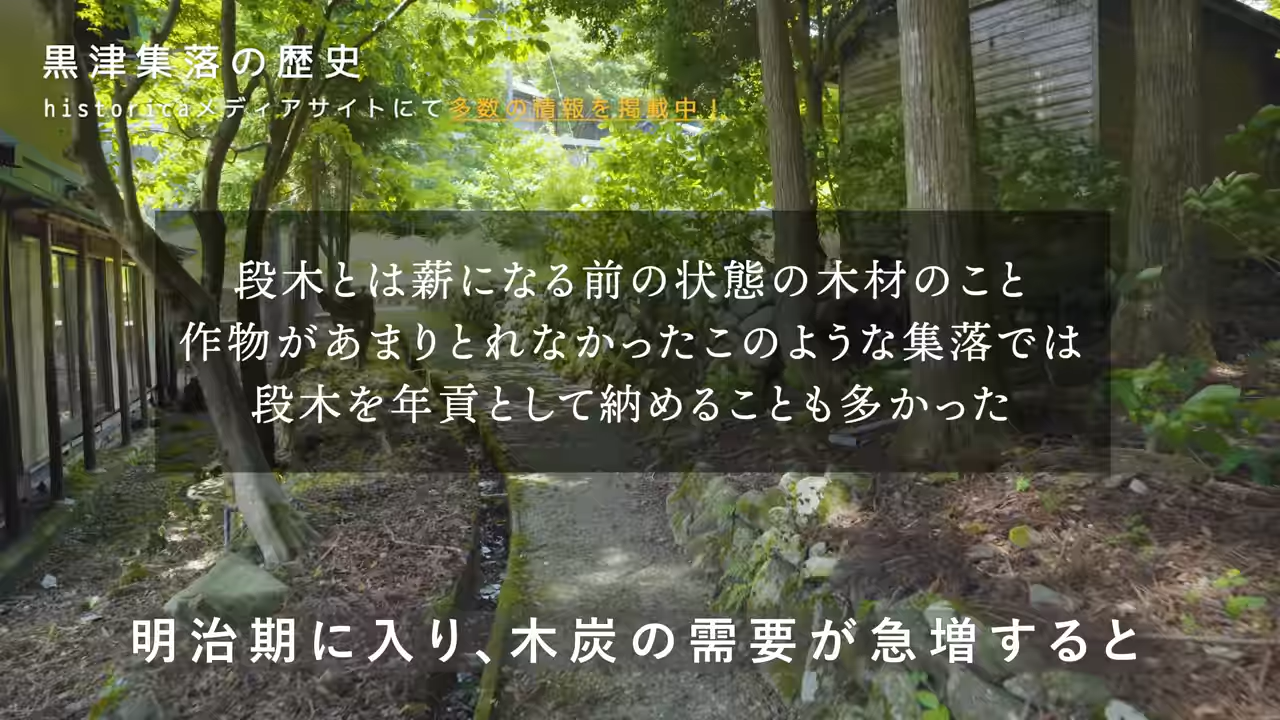 黒津集落の歴史
historicaメディアサイトにて多数の情報を掲載中！
段木とは薪になる前の状態の木材のこと
作物があまりとれなかったこのような集落では
段木を年貢として納めることも多かった
明治期に入り、木炭の需要が急増すると